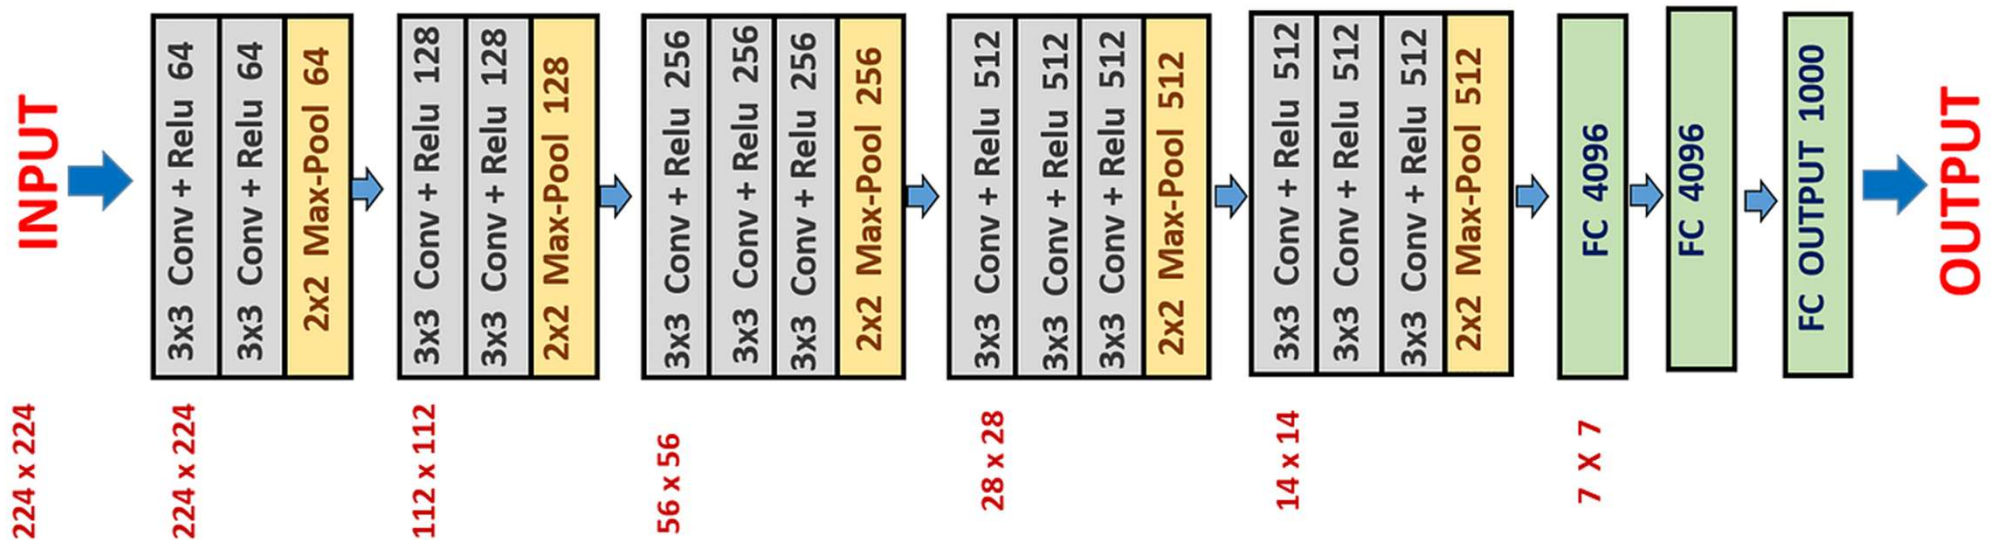 INPUT
3x3 Conv + Relu 64
3x3 Conv + Relu 64
2x2 Max-Pool 64
3x3 Conv + Relu 128
3x3 Conv + Relu 128
2x2 Max-Pool 128
3x3 Conv + Relu 256
3x3 Conv + Relu 256
3x3 Conv + Relu 256
2x2 Max-Pool 256
3x3 Conv + Relu 512
3x3 Conv + Relu 512
3x3 Conv + Relu 512
2x2 Max-Pool 512
3x3 Conv + Relu 512
3x3 Conv + Relu 512
3x3 Conv + Relu 512
2x2 Max-Pool 512
FC 4096
FC 4096
FC OUTPUT 1000
OUTPUT
224 x 224
224 x 224
112 x 112
56 x 56
28 x 28
14 x 14
7 X 7